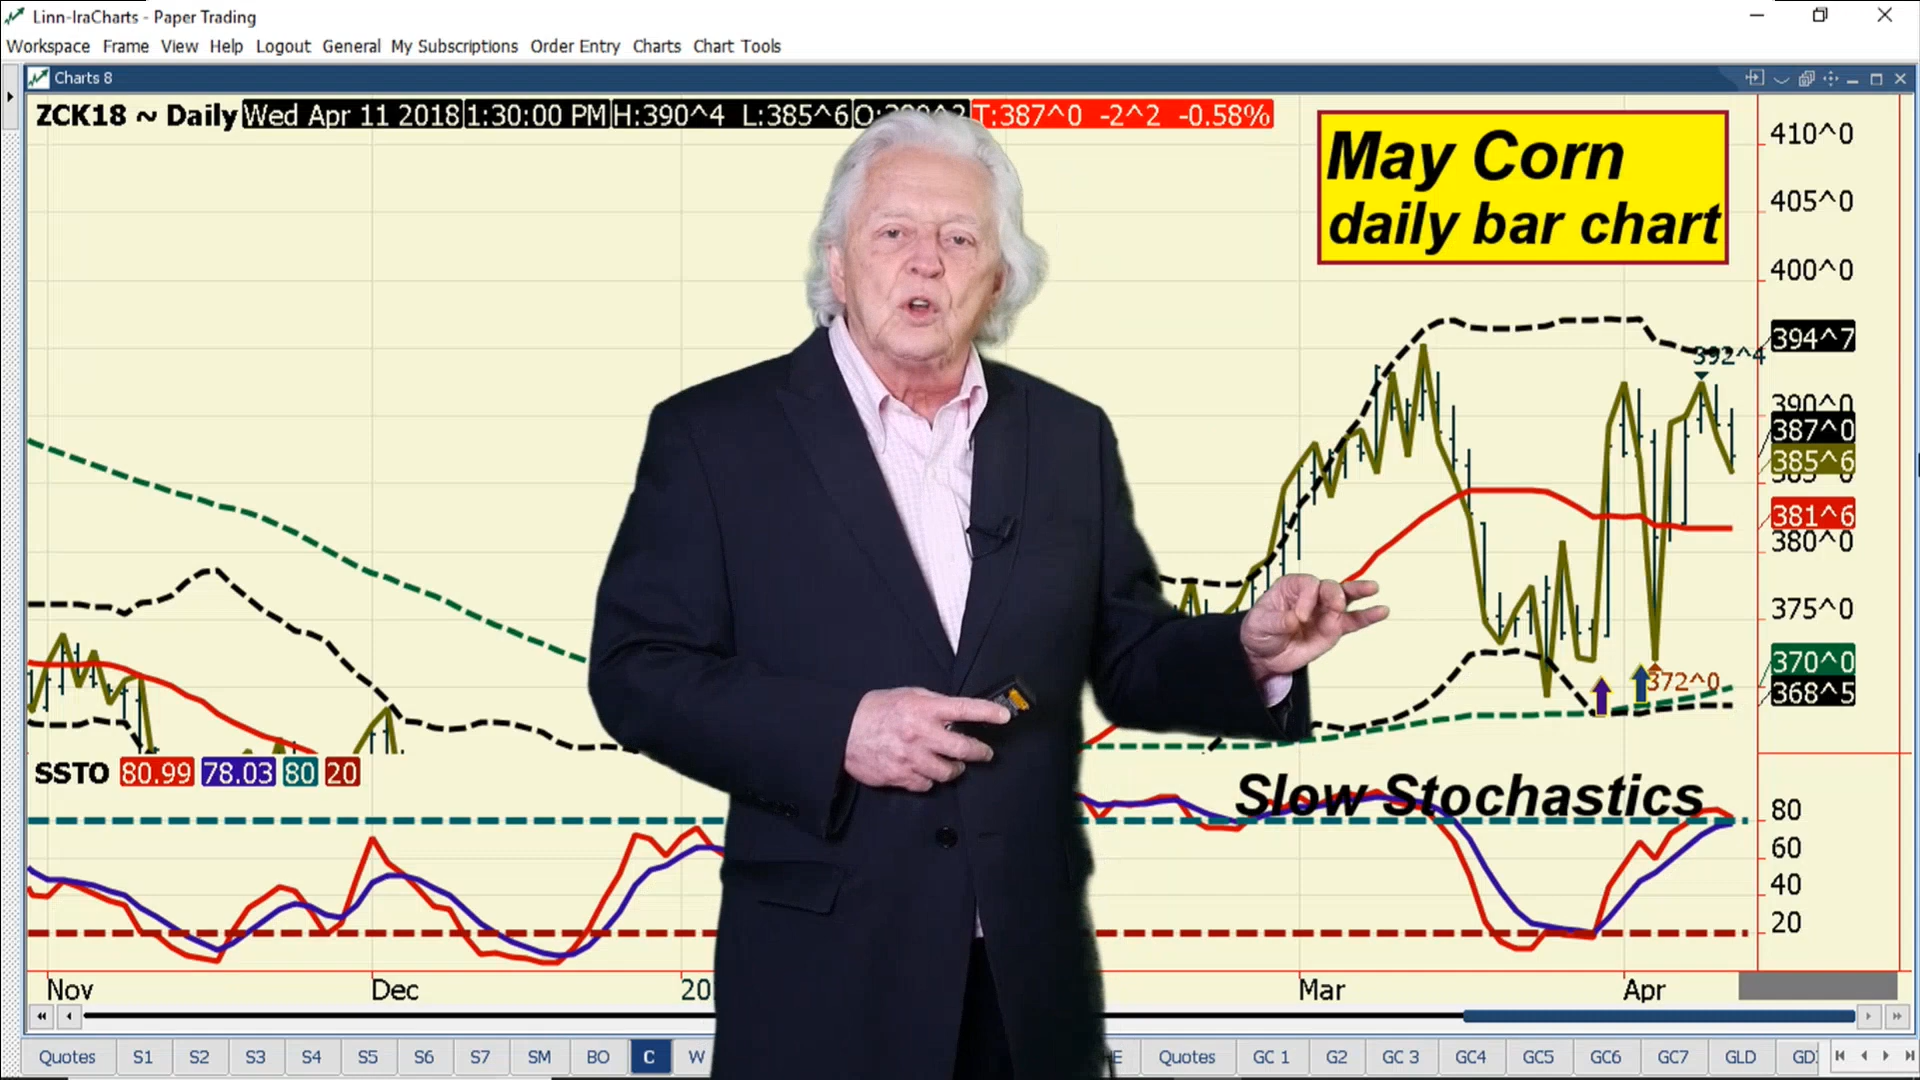 Linn-IraCharts - Paper Trading
Workspace Frame View Help Logout General My Subscriptions Order Entry Charts Chart Tools
Charts 8
ZCK18 ~ Daily Wed Apr 11 2018 1:30:00 PM H:390^4 L:385^6 T:387^0 -2^2 -0.58%
May Corn
daily bar chart
410^0
405^0
400^0
394^7
392^4
390^0
387^0
385^6
381^6
380^0
375^0
370^0
372^0
368^5
SSTO 80.99 78.03 80 20
Slow Stochastics
80
60
40
20
Nov Dec 20 Mar Apr
Quotes S1 S2 S3 S4 S5 S6 S7 SM BO C W E Quotes GC 1 G2 GC 3 GC4 GC5 GC6 GC7 GLD GD